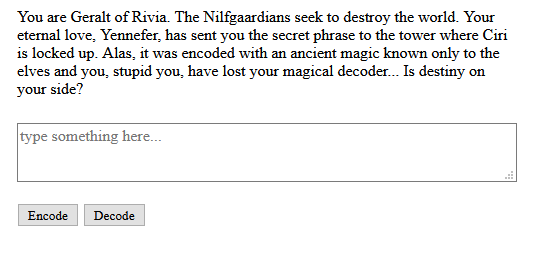 You are Geralt of Rivia. The Nilfgaardians seek to destroy the world. Your
eternal love, Yennefer, has sent you the secret phrase to the tower where Ciri
is locked up. Alas, it was encoded with an ancient magic known only to the
elves and you, stupid you, have lost your magical decoder... Is destiny on
your side?
type something here...
Encode Decode